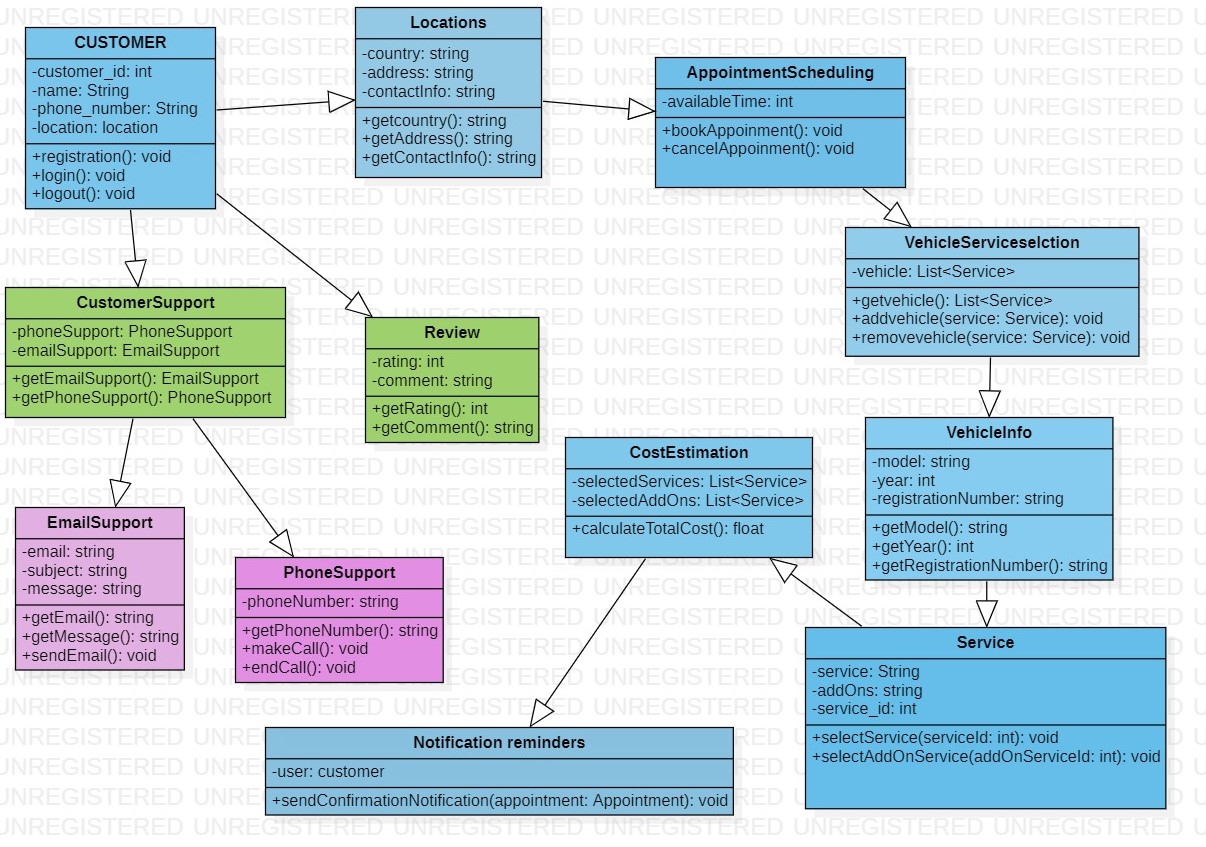 CUSTOMER
-customer_id: int
-name: String
-phone_number: String
-location: location
+registration(): void
+login(): void
+logout(): void
Locations
-country: string
-address: string
-contactInfo: string
+getcountry(): string
+getAddress(): string
+getContactInfo(): string
AppointmentScheduling
-availableTime: int
+bookAppoinment(): void
+cancelAppoinment(): void
VehicleServiceselction
-vehicle: List<Service>
+getvehicle(): List<Service>
+addvehicle(service: Service): void
+removevehicle(service: Service): void
CustomerSupport
-phoneSupport: PhoneSupport
-emailSupport: EmailSupport
+getEmailSupport(): EmailSupport
+getPhoneSupport(): PhoneSupport
Review
-rating: int
-comment: string
+getRating(): int
+getComment(): string
VehicleInfo
-model: string
-year: int
-registrationNumber: string
+getModel(): string
+getYear(): int
+getRegistrationNumber(): string
CostEstimation
-selectedServices: List<Service>
-selectedAddOns: List<Service>
+calculateTotalCost(): float
EmailSupport
-email: string
-subject: string
-message: string
+getEmail(): string
+getMessage(): string
+sendEmail(): void
PhoneSupport
-phoneNumber: string
+getPhoneNumber(): string
+makeCall(): void
+endCall(): void
Service
-service: String
-addOns: string
-service_id: int
+selectService(serviceId: int): void
+selectAddOnService(addOnServiceId: int): void
Notification reminders
-user: customer
+sendConfirmationNotification(appointment: Appointment): void
UNREGISTERED